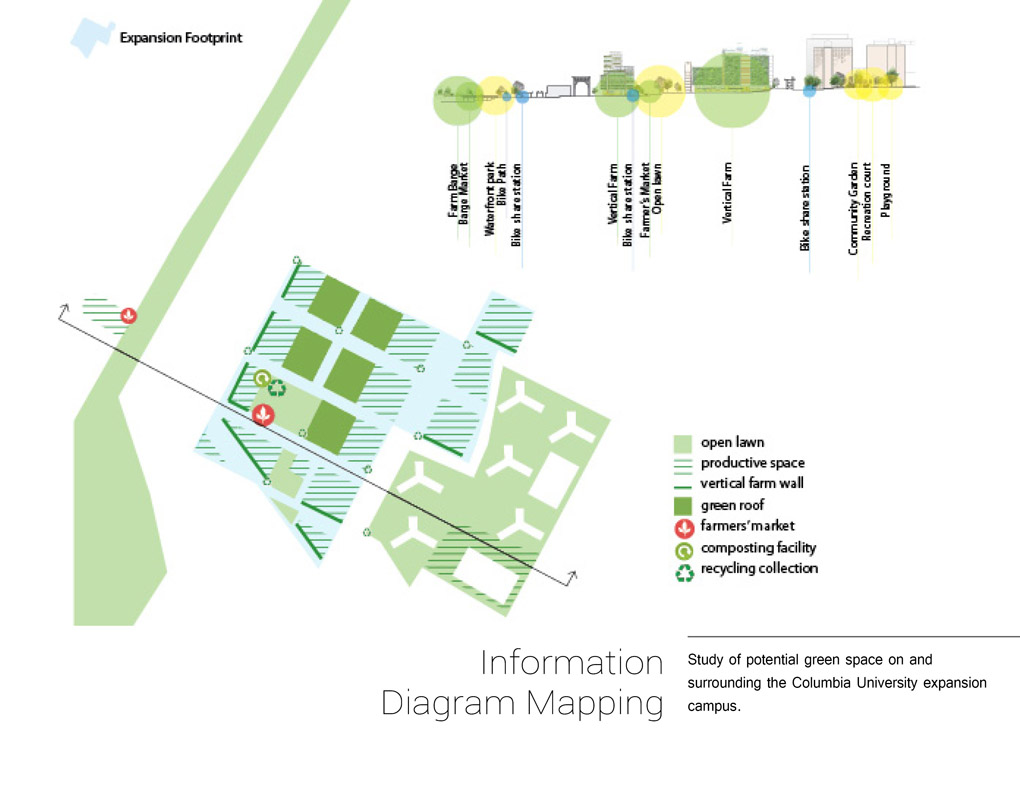 Expansion Footprint
Farm Barge
Barge Market
Waterfront park
Bike Path
Bike share station
Vertical Farm
Bike share station
Farmer's Market
Open lawn
Vertical Farm
Bike share station
Community Garden
Recreation court
Playground
open lawn
productive space
vertical farm wall
green roof
farmers' market
composting facility
recycling collection
Information
Diagram Mapping
Study of potential green space on and
surrounding the Columbia University expansion
campus.